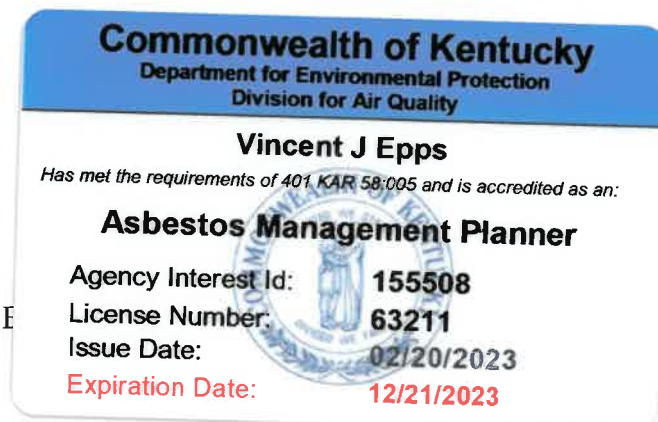 Commonwealth of Kentucky
Department for Environmental Protection
Division for Air Quality
Vincent J Epps
Has met the requirements of 401 KAR 58:005 and is accredited as an:
Asbestos Management Planner
Agency Interest Id: 155508
License Number: 63211
Issue Date: 02/20/2023
Expiration Date: 12/21/2023